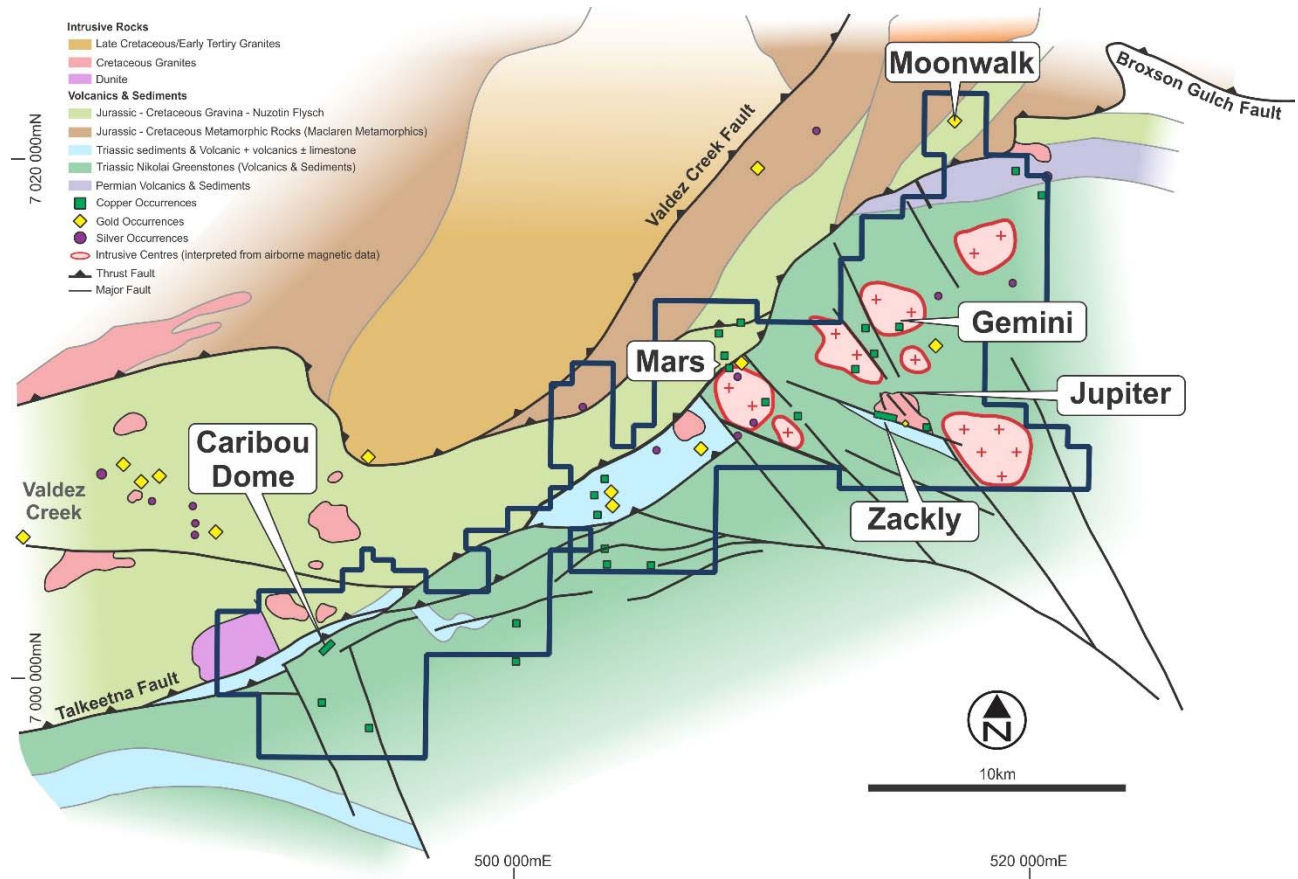 Intrusive Rocks
Late Cretaceous/Early Tertiry Granites
Cretaceous Granites
Dunite
Volcanics & Sediments
Jurassic - Cretaceous Gravina - Nuzotin Flysch
Jurassic - Cretaceous Metamorphic Rocks (Maclaren Metamorphics)
Triassic sediments & Volcanic + volcanics ± limestone
Triassic Nikolai Greenstones (Volcanics & Sediments)
Permian Volcanics & Sediments
Copper Occurrences
Gold Occurrences
Silver Occurrences
Intrusive Centres (interpreted from airborne magnetic data)
Thrust Fault
Major Fault
Moonwalk
Broxson Gulch Fault
7 020 000mN
Valdez Creek Fault
Gemini
Mars
Jupiter
Caribou
Dome
Valdez
Creek
Zackly
Talkeetna Fault
7 000 000mN
N
10km
500 000mE
520 000mE